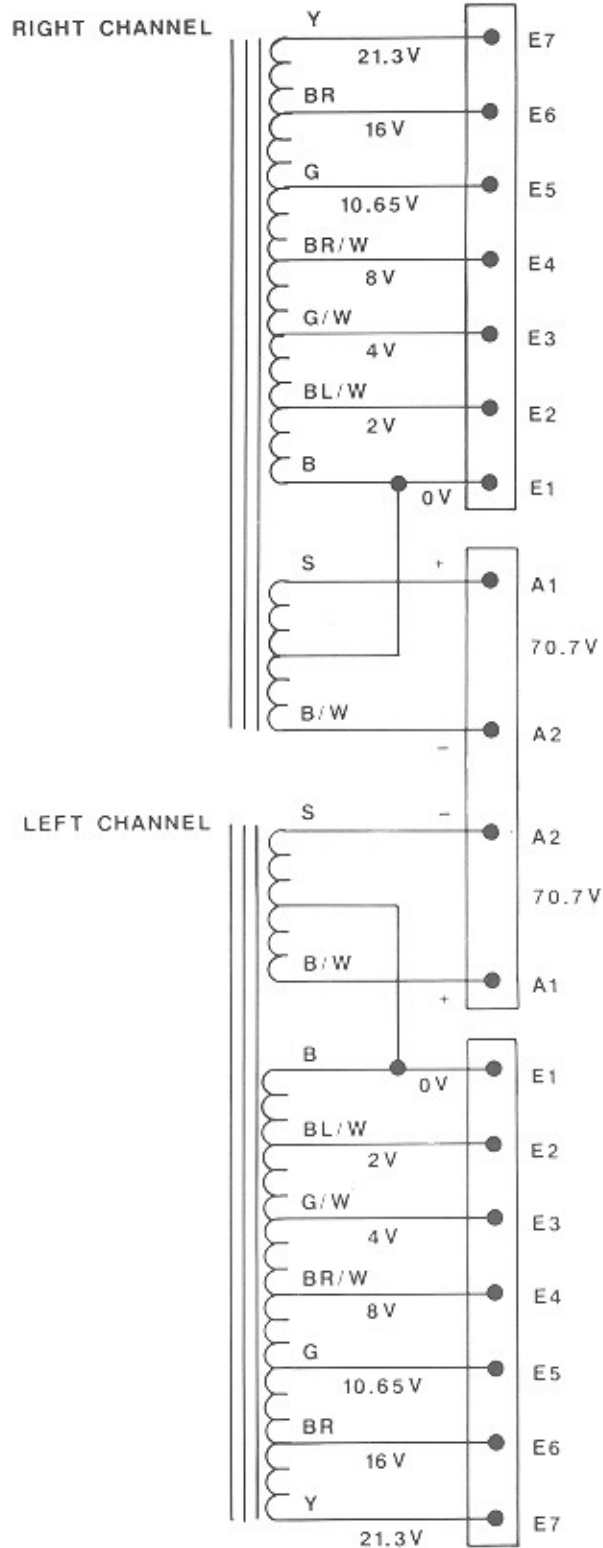 RIGHT CHANNEL
Y
21.3V
E7
BR
16V
E6
G
10.65V
E5
BR/W
8V
E4
G/W
4V
E3
BL/W
2V
E2
B
0V
E1
S
+
A1
70.7V
B/W
−
A2
LEFT CHANNEL
S
−
A2
70.7V
B/W
+
A1
B
0V
E1
BL/W
2V
E2
G/W
4V
E3
BR/W
8V
E4
G
10.65V
E5
BR
16V
E6
Y
21.3V
E7